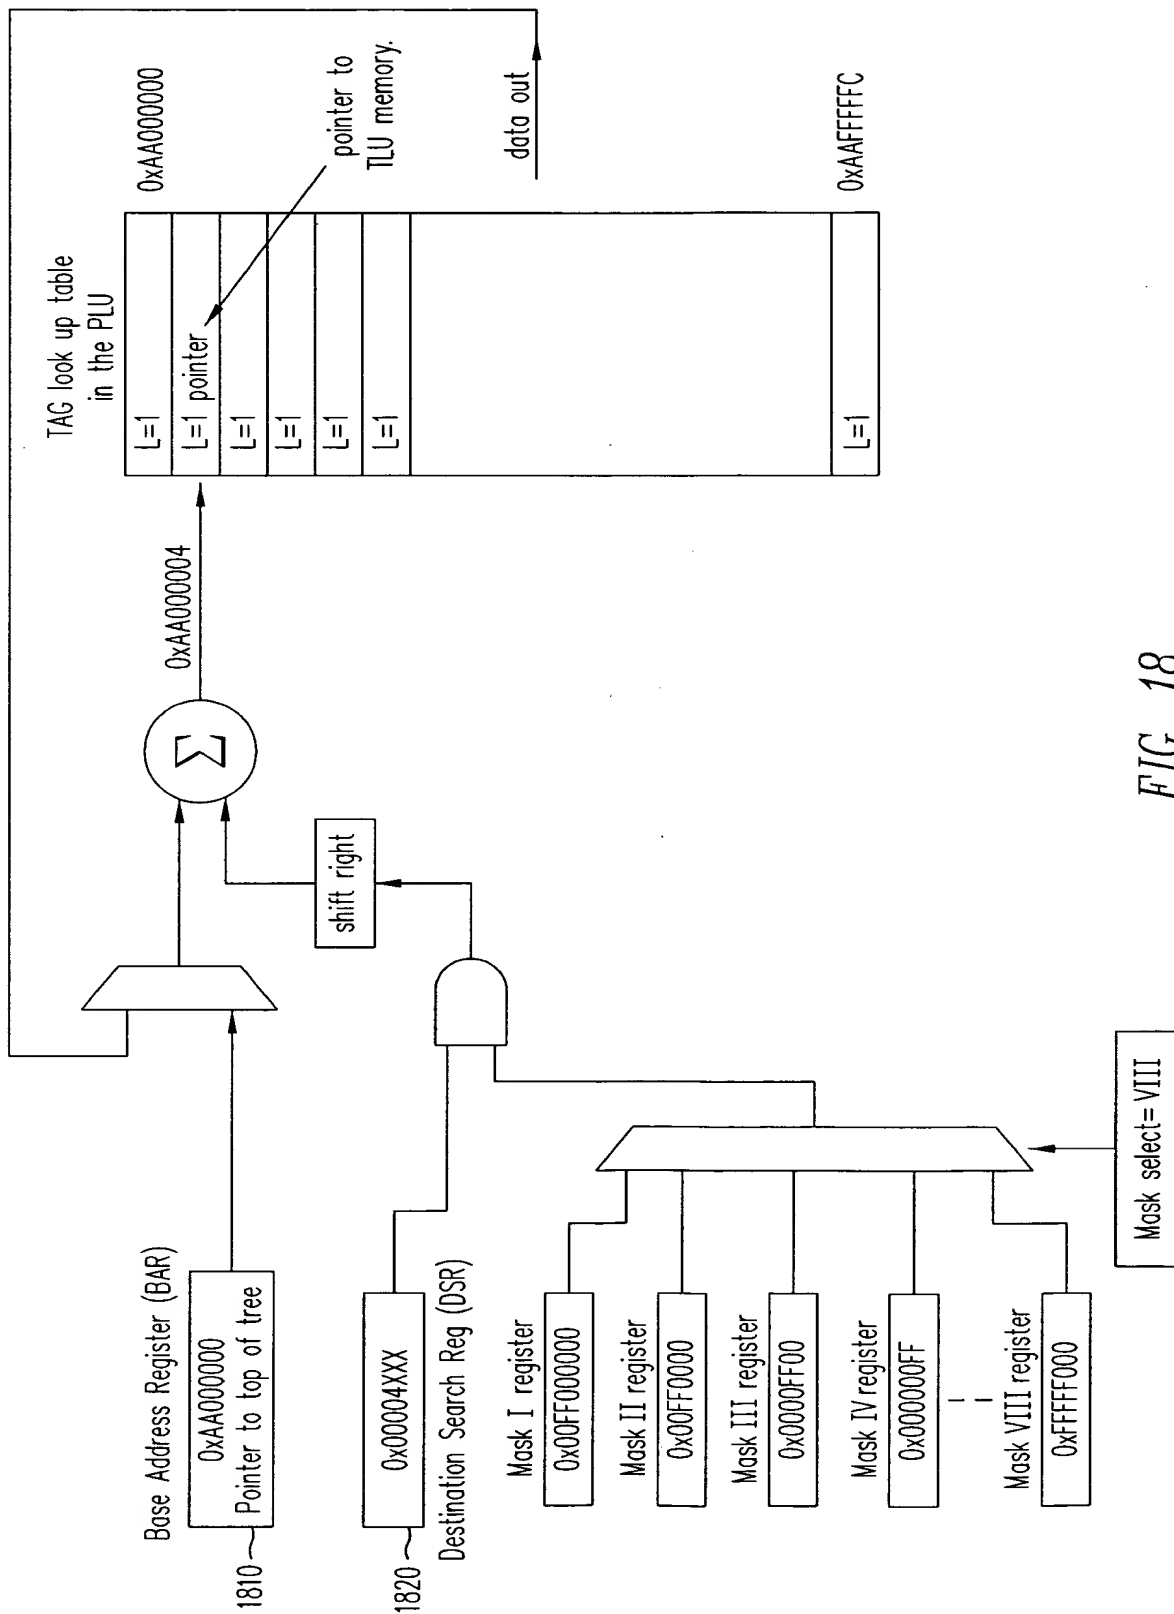 Base Address Register (BAR)
0xAA000000
Pointer to top of tree
1810
0x00004XXX
1820
Destination Search Reg (DSR)
Mask I register
0x00FF000000
Mask II register
0x00FF0000
Mask III register
0x0000FF00
Mask IV register
0x000000FF
Mask VIII register
0xFFFFF000
Mask select= VIII
shift right
Σ
0xAA000004
TAG look up table
in the PLU
L=1
L=1 pointer
L=1
L=1
L=1
L=1
L=1
0xAA000000
pointer to
TLU memory.
data out
0xAAFFFFFC
FIG. 18